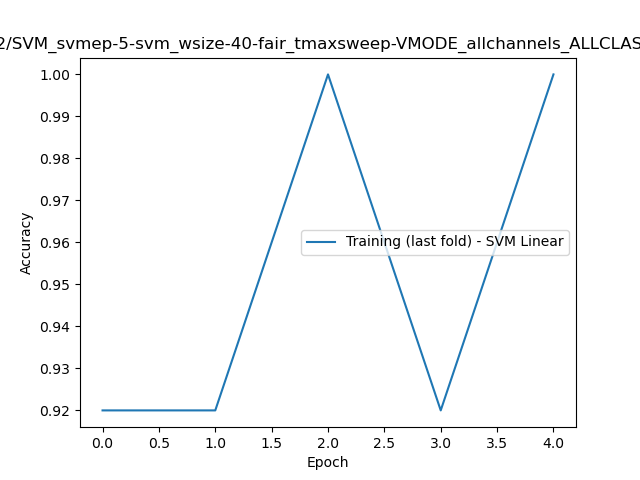 2/SVM_svmep-5-svm_wsize-40-fair_tmaxsweep-VMODE_allchannels_ALLCLAS
1.00
0.99
0.98
0.97
0.96
0.95
0.94
0.93
0.92
Accuracy
Training (last fold) - SVM Linear
0.0 0.5 1.0 1.5 2.0 2.5 3.0 3.5 4.0
Epoch